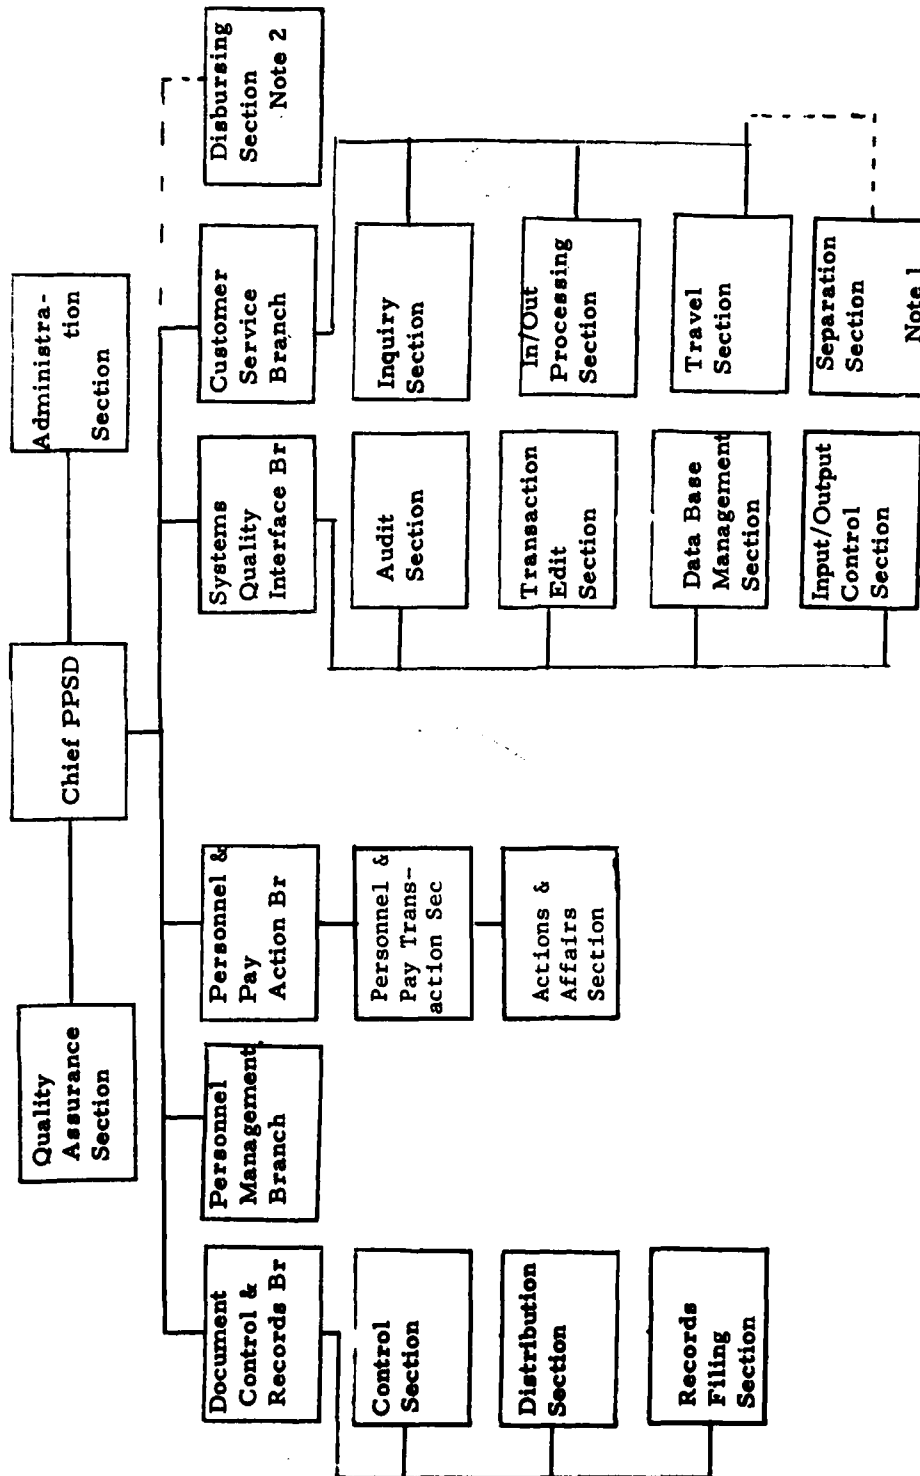 Quality
Assurance
Section
Chief PPSD
Administra-
tion
Section
Document
Control &
Records Br
Personnel
Management
Branch
Personnel &
Pay
Action Br
Systems
Quality
Interface Br
Customer
Service
Branch
Disbursing
Section
Note 2
Control
Section
Distribution
Section
Records
Filing
Section
Personnel &
Pay Trans-
action Sec
Actions &
Affairs
Section
Audit
Section
Transaction
Edit
Section
Data Base
Management
Section
Input/Output
Control
Section
Inquiry
Section
In/Out
Processing
Section
Travel
Section
Separation
Section
Note 1